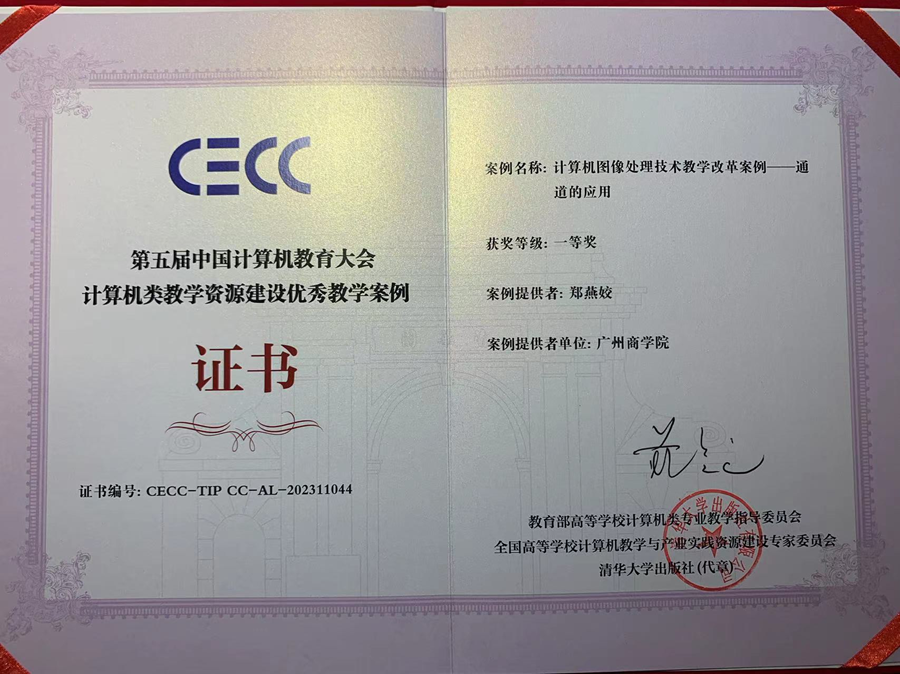 CECC
第五届中国计算机教育大会
计算机类教学资源建设优秀教学案例
证书
证书编号: CECC-TIP CC-AL-202311044
案例名称: 计算机图像处理技术教学改革案例——通
道的应用
获奖等级: 一等奖
案例提供者: 郑燕姣
案例提供者单位: 广州商学院
教育部高等学校计算机类专业教学指导委员会
全国高等学校计算机教学与产业实践资源建设专家委员会
清华大学出版社(代章)